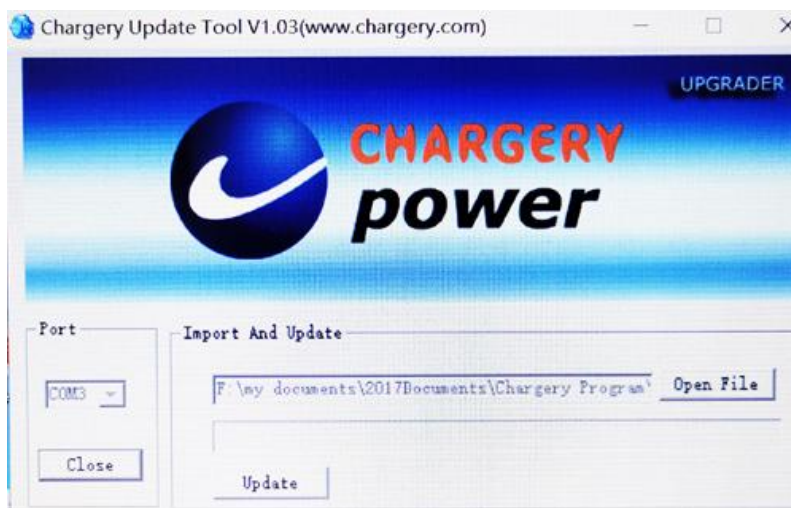 Chargery Update Tool V1.03(www.chargery.com)
UPGRADER
CHARGERY
power
Port
Import And Update
COM3
F:\my documents\2017Documents\Chargery Program\
Open File
Close
Update